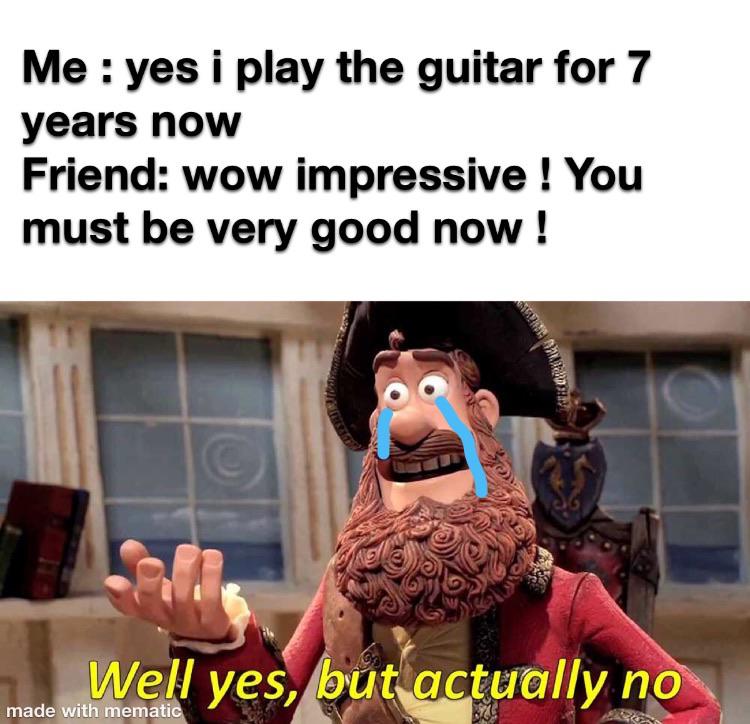 Me : yes i play the guitar for 7
years now
Friend: wow impressive ! You
must be very good now !
Well yes, but actually no
made with mematic